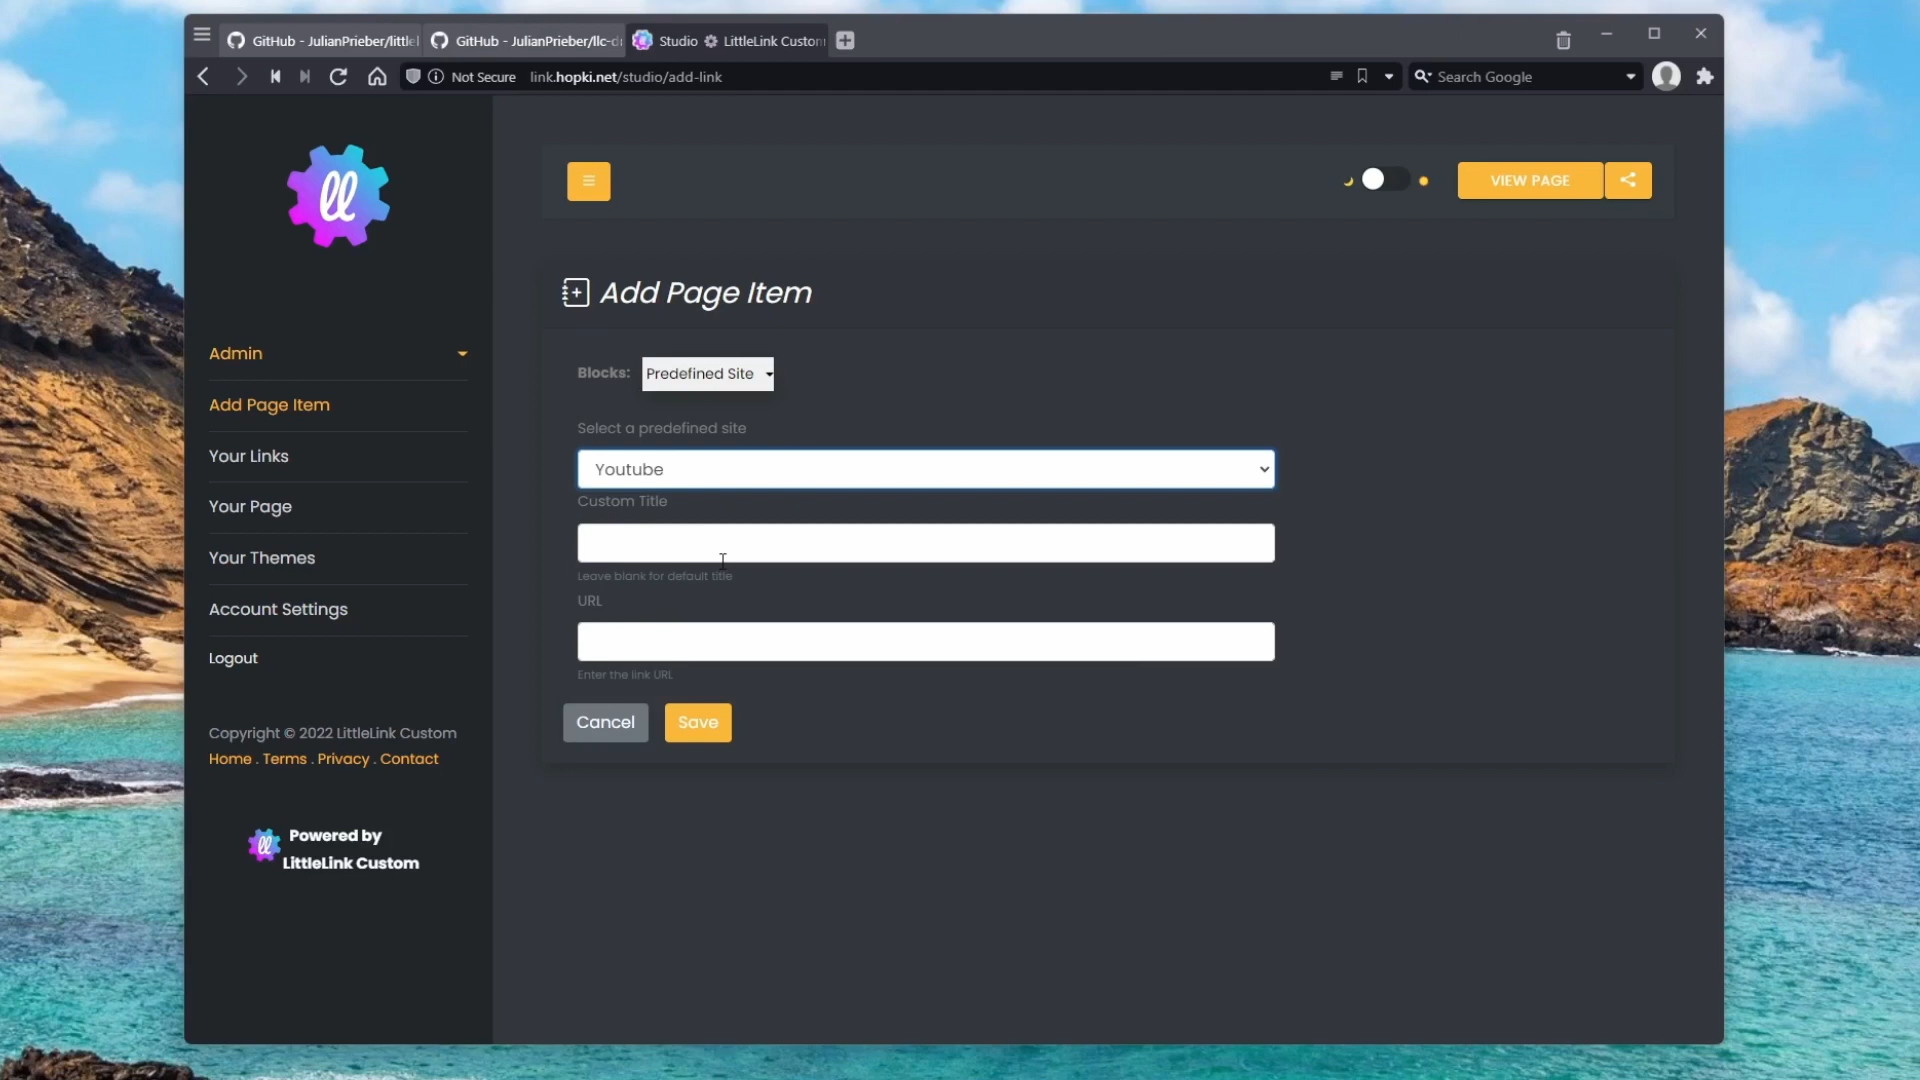 GitHub - JulianPrieber/littlel
GitHub - JulianPrieber/llc-d
Studio ⚙ LittleLink Custom
Not Secure link.hopki.net/studio/add-link
Search Google
ll
VIEW PAGE
Add Page Item
Admin
Add Page Item
Your Links
Your Page
Your Themes
Account Settings
Logout
Blocks: Predefined Site
Select a predefined site
Youtube
Custom Title
Leave blank for default title
URL
Enter the link URL
Cancel Save
Copyright © 2022 LittleLink Custom
Home . Terms . Privacy . Contact
ll Powered by
LittleLink Custom